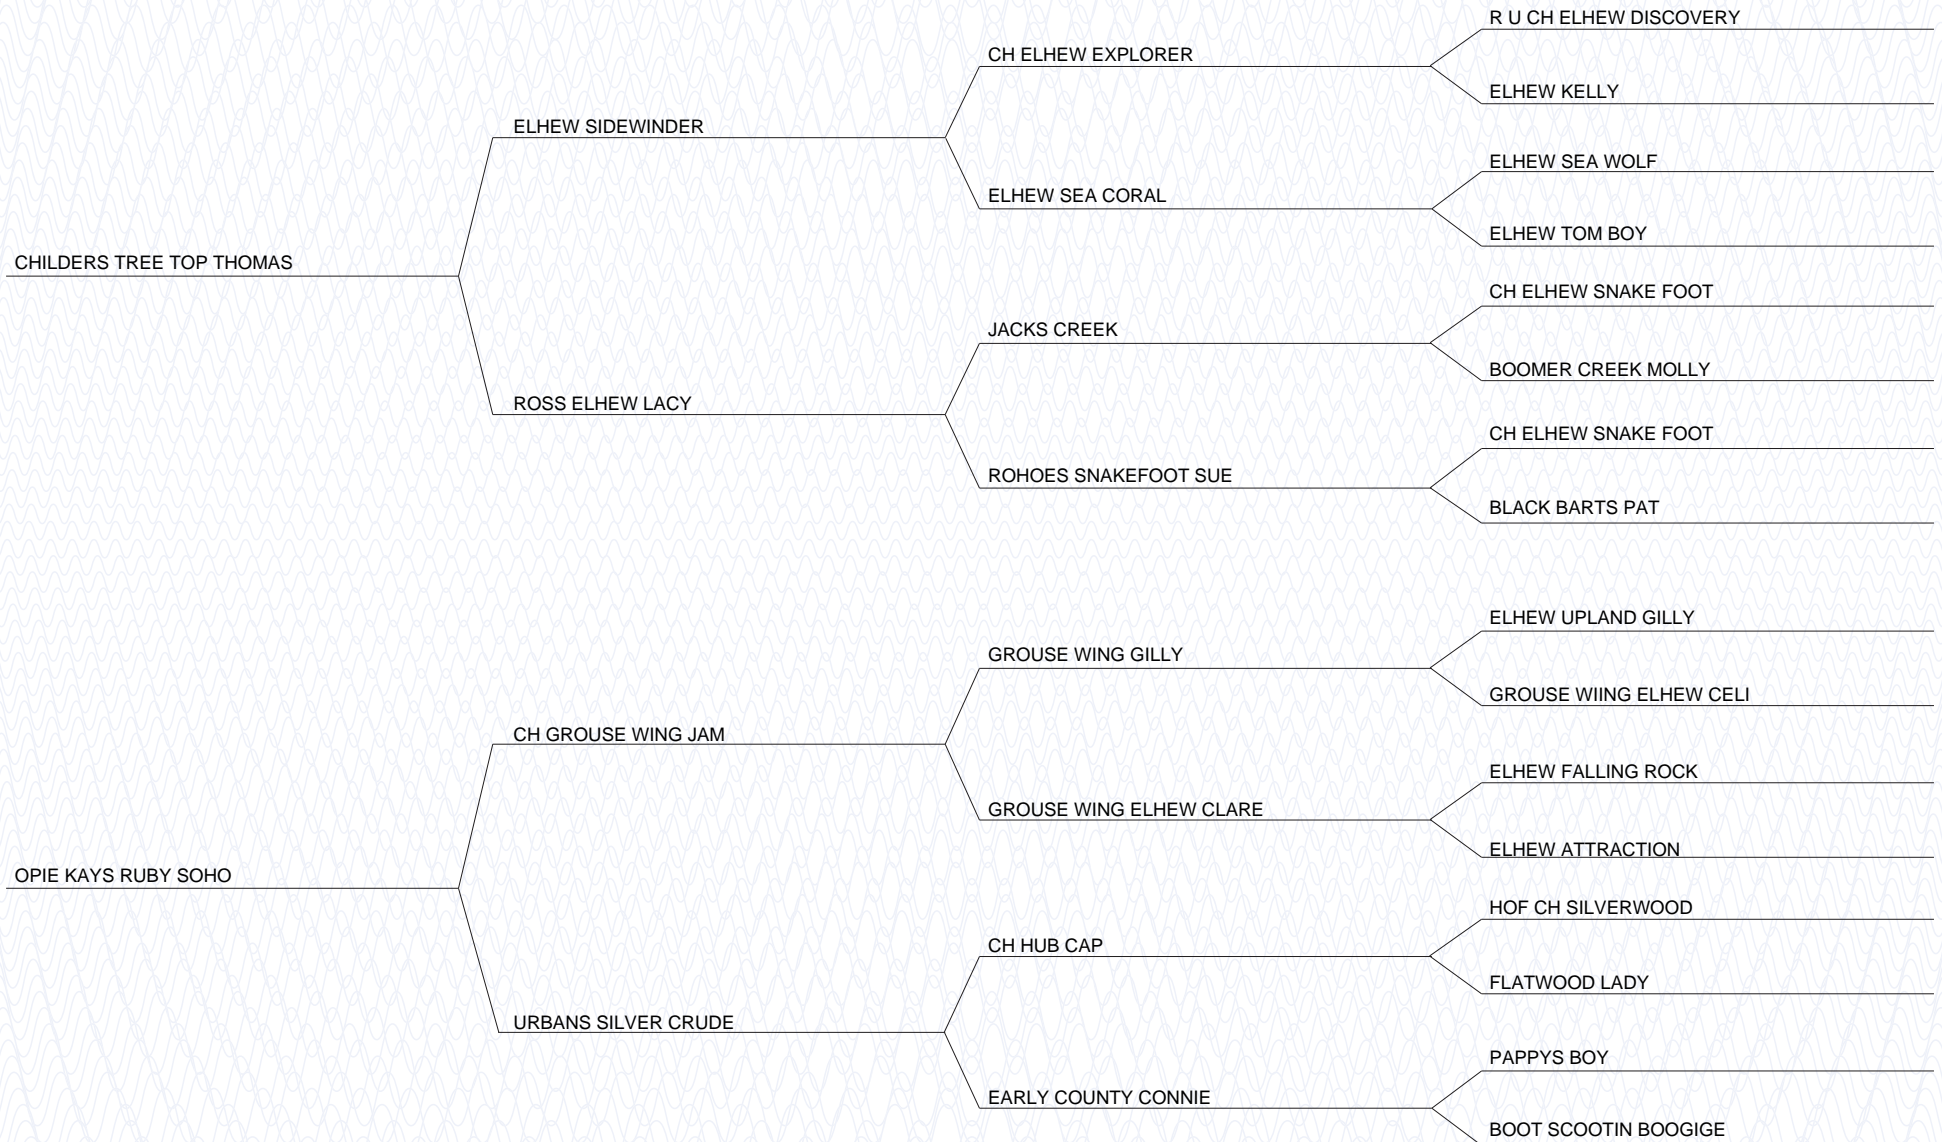 R U CH ELHEW DISCOVERY
CH ELHEW EXPLORER
ELHEW KELLY
ELHEW SIDEWINDER
ELHEW SEA WOLF
ELHEW SEA CORAL
ELHEW TOM BOY
CHILDERS TREE TOP THOMAS
CH ELHEW SNAKE FOOT
JACKS CREEK
BOOMER CREEK MOLLY
ROSS ELHEW LACY
CH ELHEW SNAKE FOOT
ROHOES SNAKEFOOT SUE
BLACK BARTS PAT
ELHEW UPLAND GILLY
GROUSE WING GILLY
GROUSE WIING ELHEW CELI
CH GROUSE WING JAM
ELHEW FALLING ROCK
GROUSE WING ELHEW CLARE
ELHEW ATTRACTION
OPIE KAYS RUBY SOHO
HOF CH SILVERWOOD
CH HUB CAP
FLATWOOD LADY
URBANS SILVER CRUDE
PAPPYS BOY
EARLY COUNTY CONNIE
BOOT SCOOTIN BOOGIGE